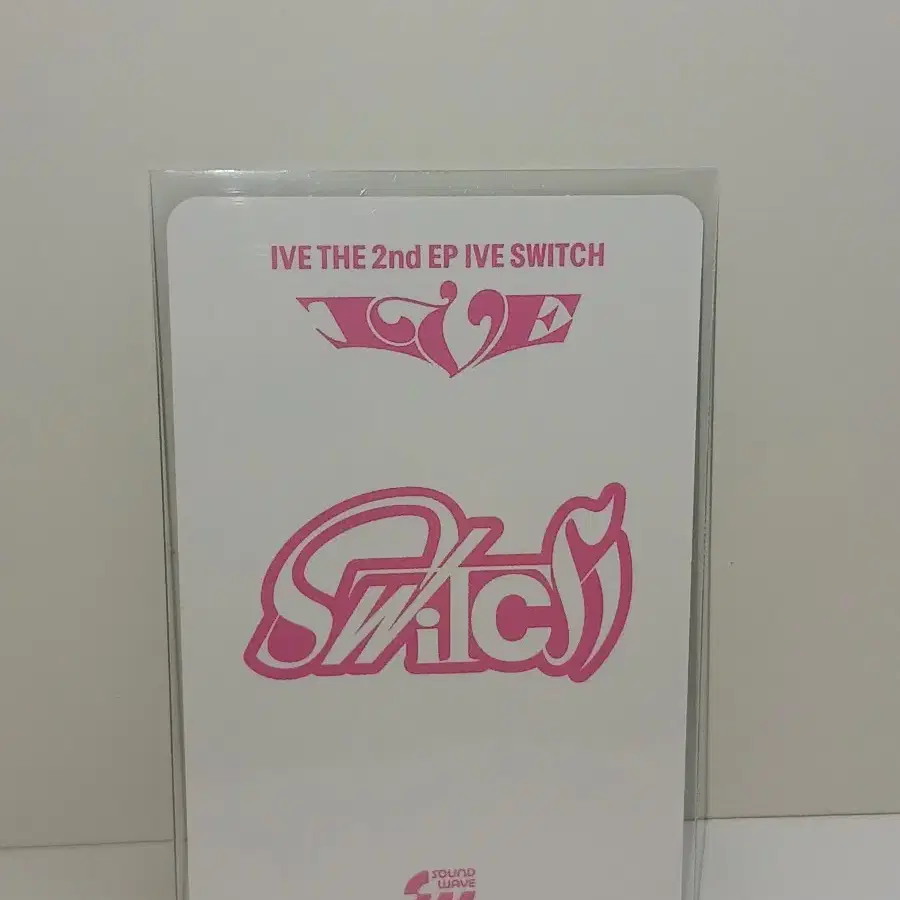 IVE THE 2nd EP IVE SWITCH
IVE
SWiTCH
SOUND
WAVE